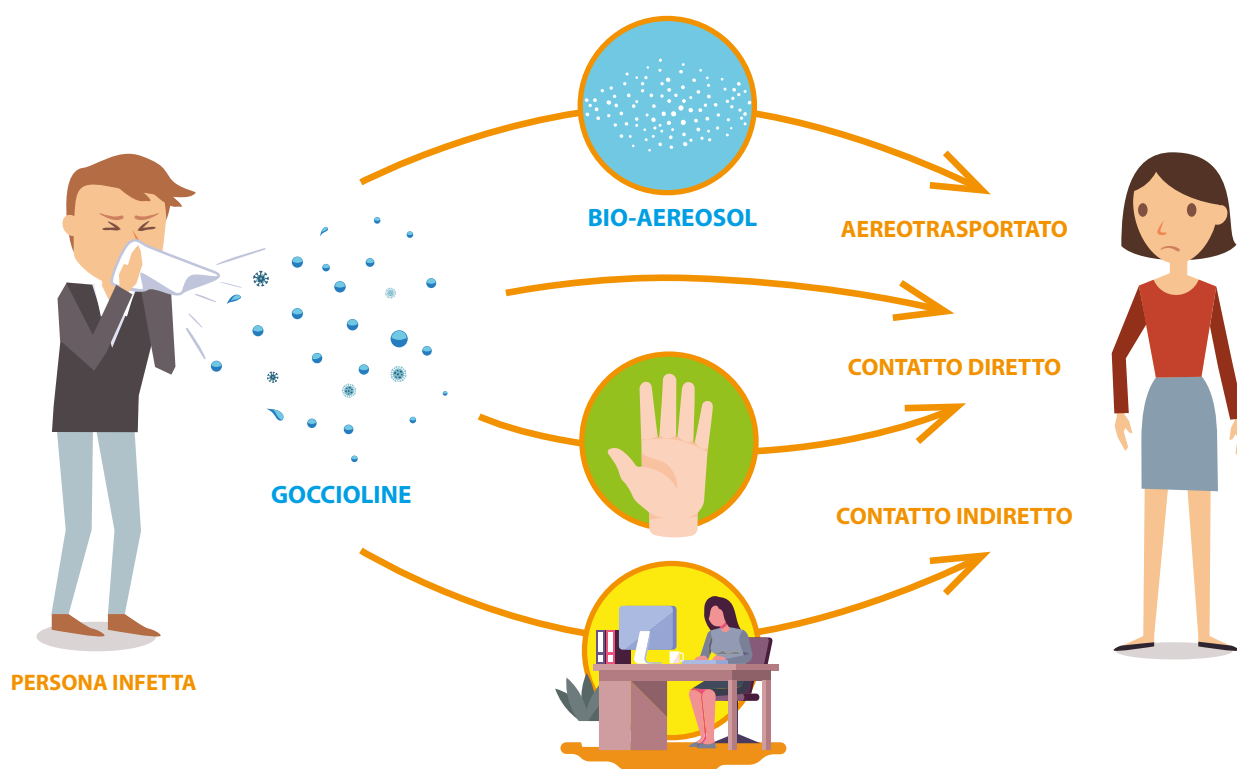 BIO-AEREOSOL
AEREOTRASPORTATO
CONTATTO DIRETTO
GOCCIOLINE
CONTATTO INDIRETTO
PERSONA INFETTA